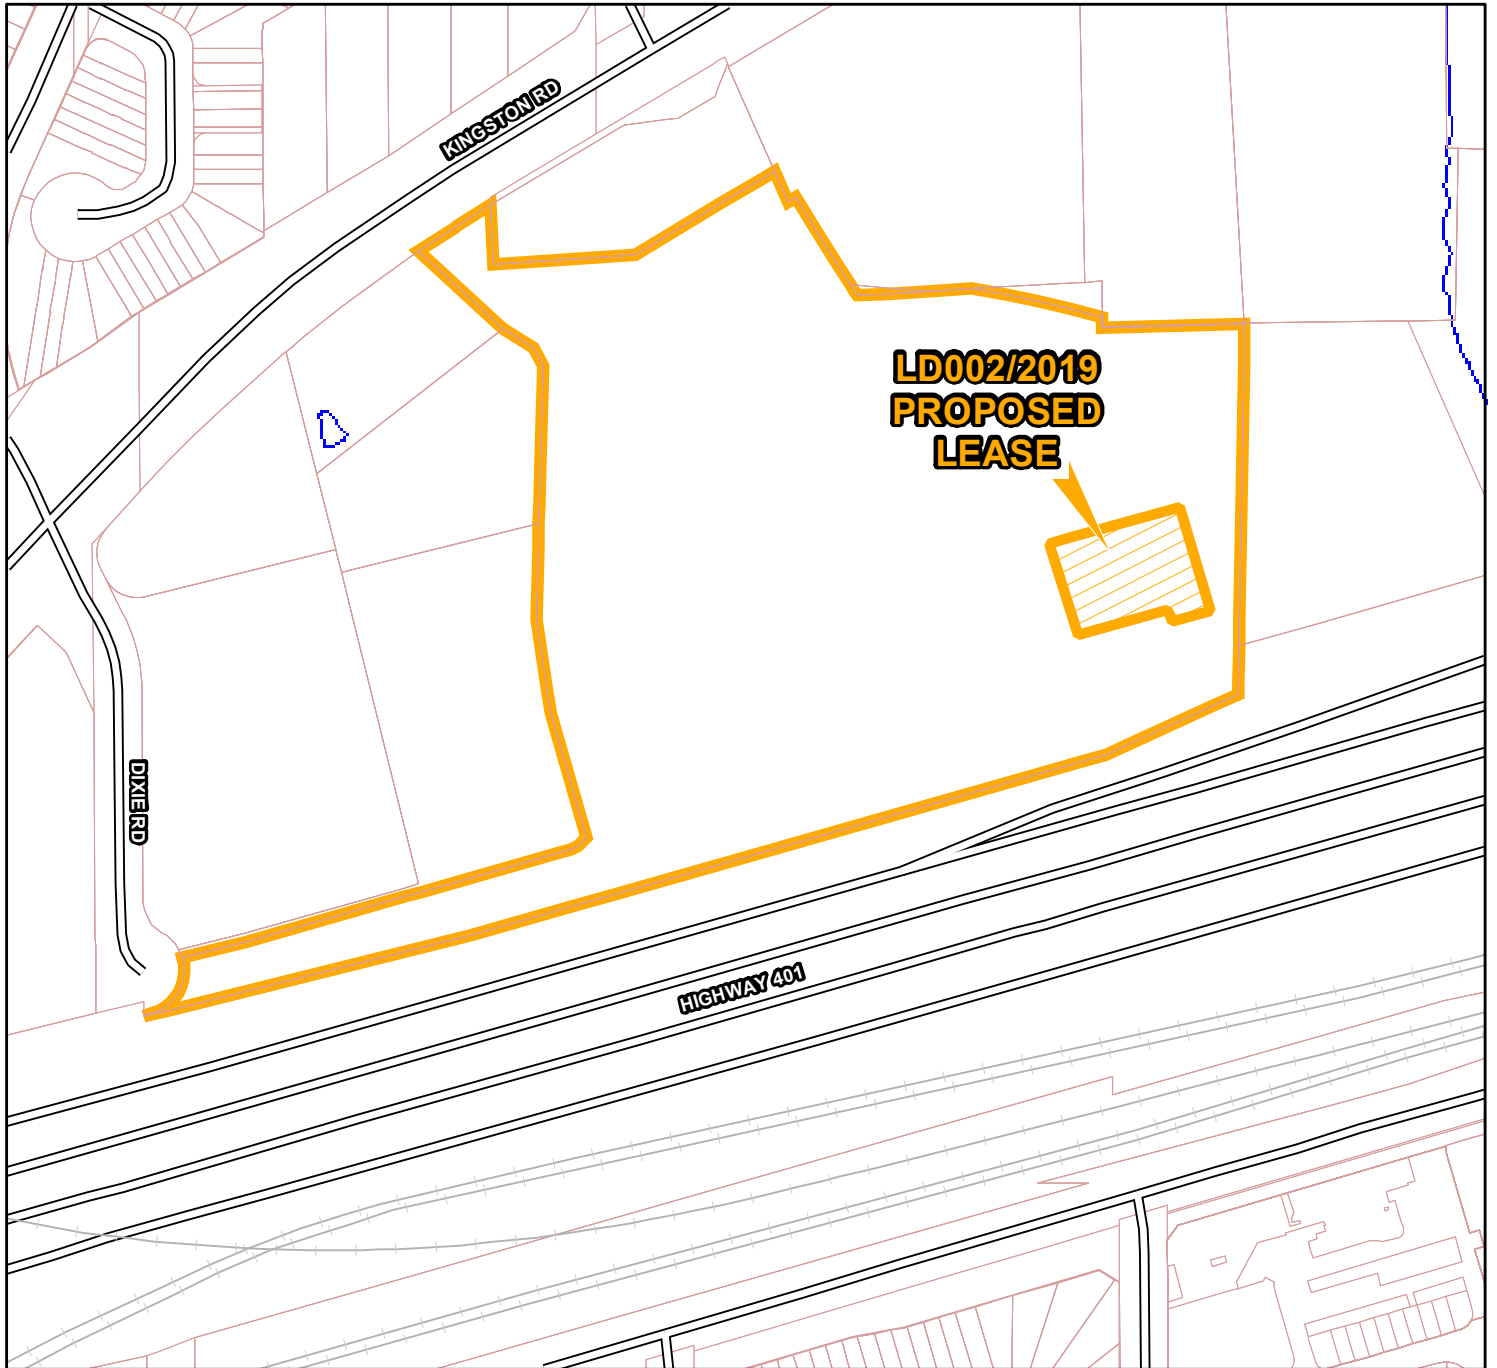 KINGSTON RD
LD002/2019
PROPOSED
LEASE
DIXIE RD
HIGHWAY 401